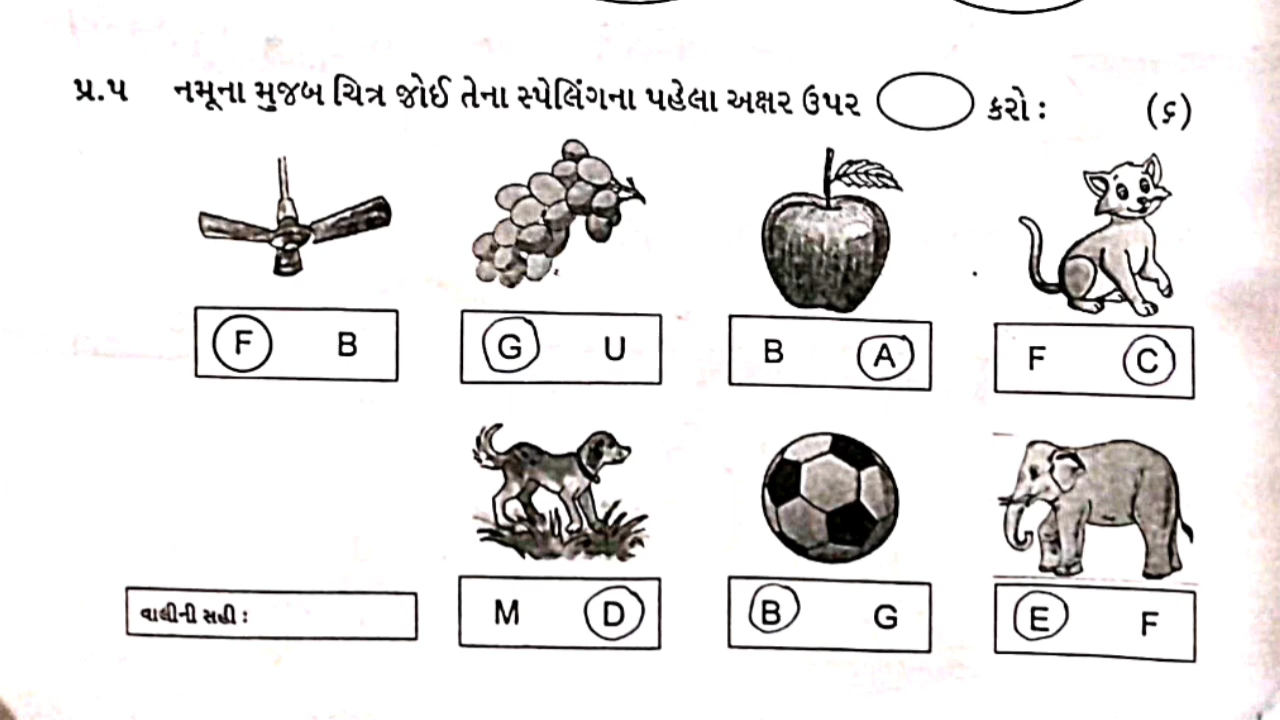 પ્ર.૫ નમૂના મુજબ ચિત્ર જોઈ તેના સ્પેલિંગના પહેલા અક્ષર ઉપર કરો : (૬)
F B G U B A F C
M D B G E F
વાલીની સહી :